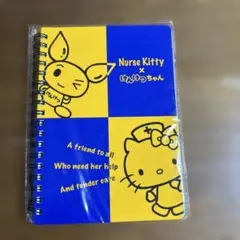 Nurse Kitty
×
けんけつちゃん
A friend to all
Who need her help
And tender care